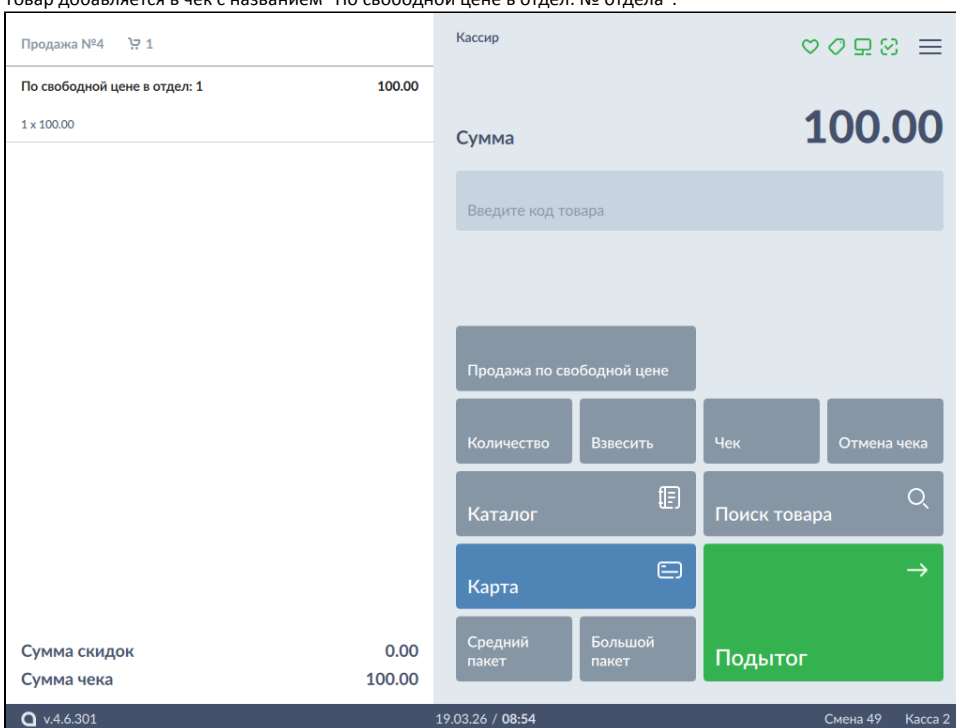 Товар добавляется в чек с названием "По свободной цене в отдел: № отдела".
Продажа №4 1
По свободной цене в отдел: 1 100.00
1 x 100.00
Сумма скидок 0.00
Сумма чека 100.00
Кассир
Сумма 100.00
Введите код товара
Продажа по свободной цене
Количество Взвесить Чек Отмена чека
Каталог Поиск товара
Карта
Средний пакет
Большой пакет
Подытог
v.4.6.301 19.03.26 / 08:54 Смена 49 Касса 2